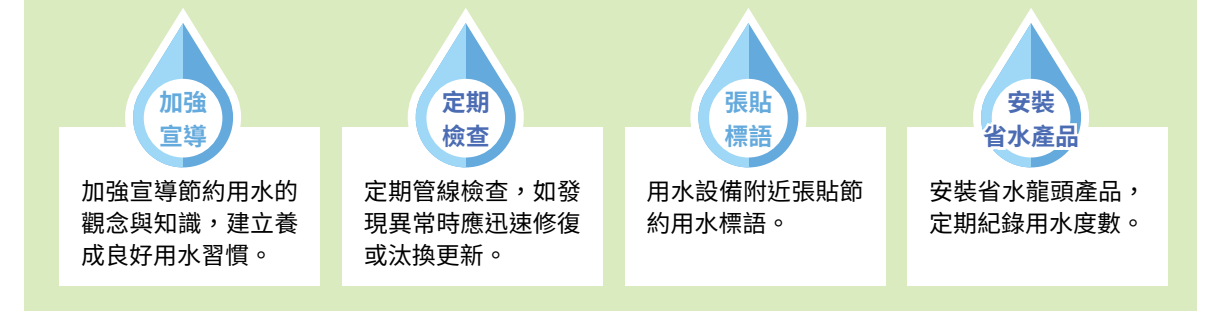 加強
宣導
加強宣導節約用水的
觀念與知識，建立養
成良好用水習慣。
定期
檢查
定期管線檢查，如發
現異常時應迅速修復
或汰換更新。
張貼
標語
用水設備附近張貼節
約用水標語。
安裝
省水產品
安裝省水龍頭產品，
定期紀錄用水度數。